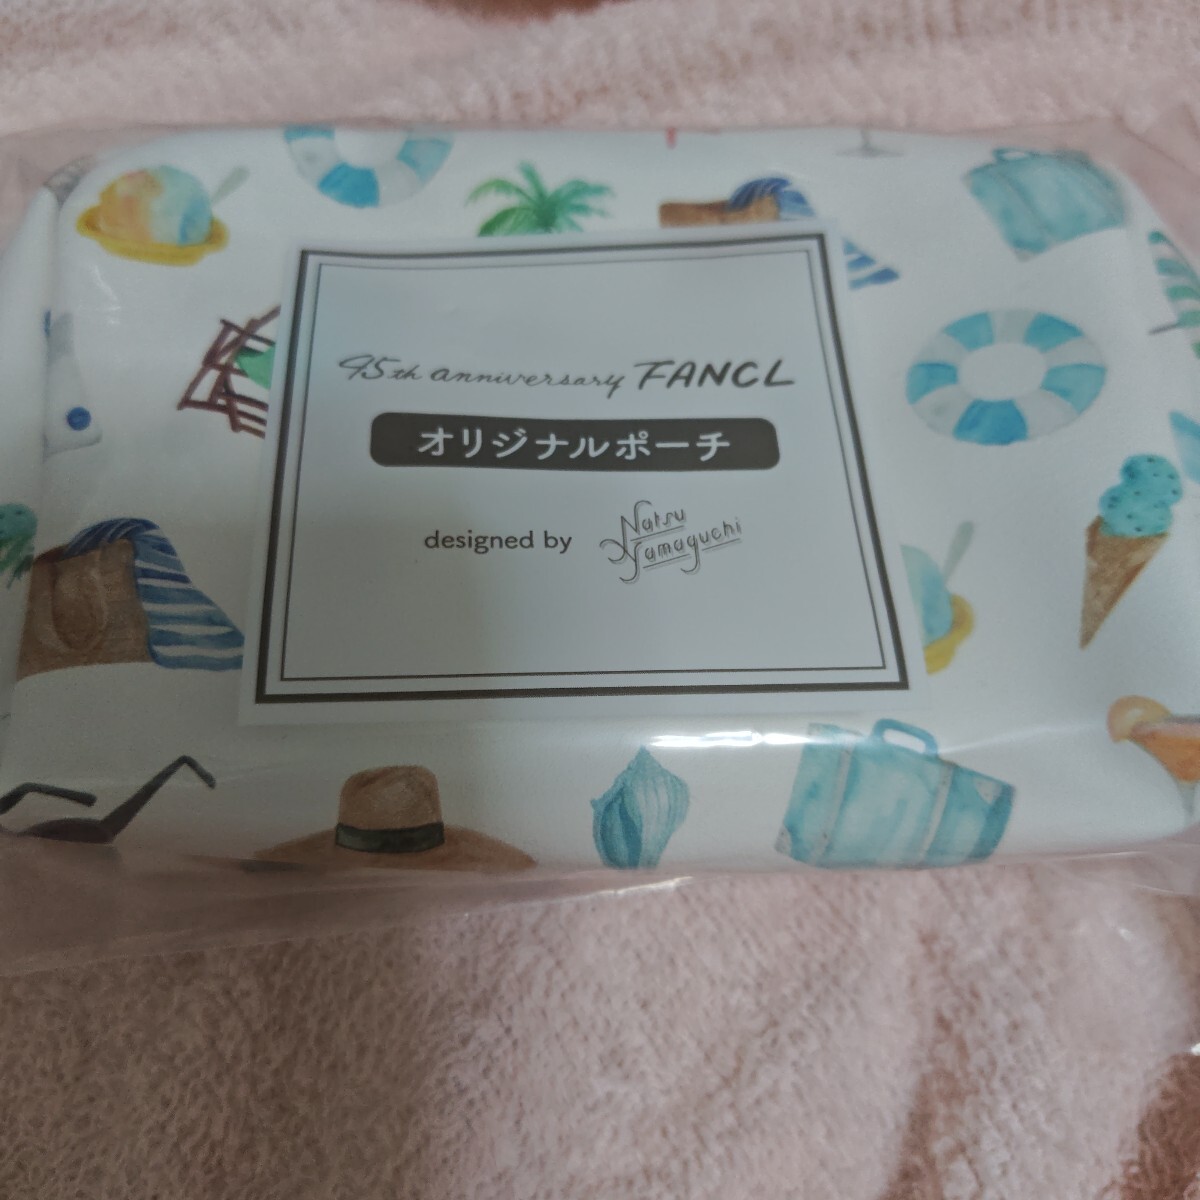 45th anniversary FANCL
オリジナルポーチ
designed by Natsu Yamaguchi